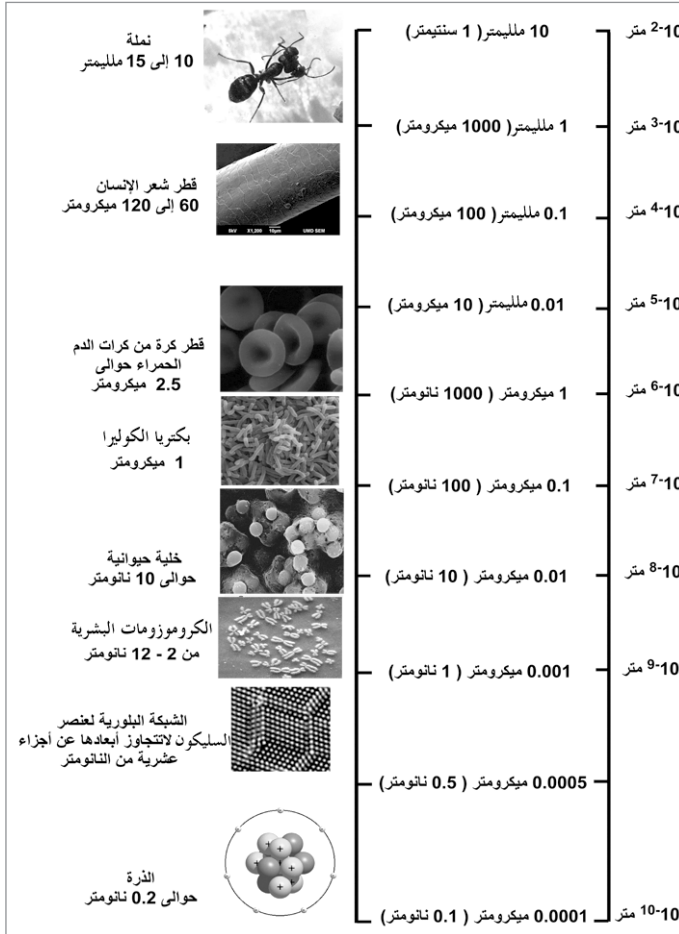 نملة
10 إلى 15 ملليمتر
10 ملليمتر( 1 سنتيمتر)
10-2 متر
1 ملليمتر( 1000 ميكرومتر)
10-3 متر
قطر شعر الإنسان
60 إلى 120 ميكرومتر
5kV X1,200 10µm UMD SEM
0.1 ملليمتر( 100 ميكرومتر)
10-4 متر
0.01 ملليمتر( 10 ميكرومتر)
10-5 متر
قطر كرة من كرات الدم
الحمراء حوالى
2.5 ميكرومتر
1 ميكرومتر ( 1000 نانومتر)
10-6 متر
بكتريا الكوليرا
1 ميكرومتر
0.1 ميكرومتر ( 100 نانومتر)
10-7 متر
خلية حيوانية
حوالى 10 نانومتر
0.01 ميكرومتر ( 10 نانومتر)
10-8 متر
الكروموزومات البشرية
من 2 - 12 نانومتر
0.001 ميكرومتر ( 1 نانومتر)
10-9 متر
الشبكة البلورية لعنصر
السليكون لاتتجاوز أبعادها عن أجزاء
عشرية من النانومتر
0.0005 ميكرومتر ( 0.5 نانومتر)
الذرة
حوالى 0.2 نانومتر
0.0001 ميكرومتر ( 0.1 نانومتر)
10-10 متر